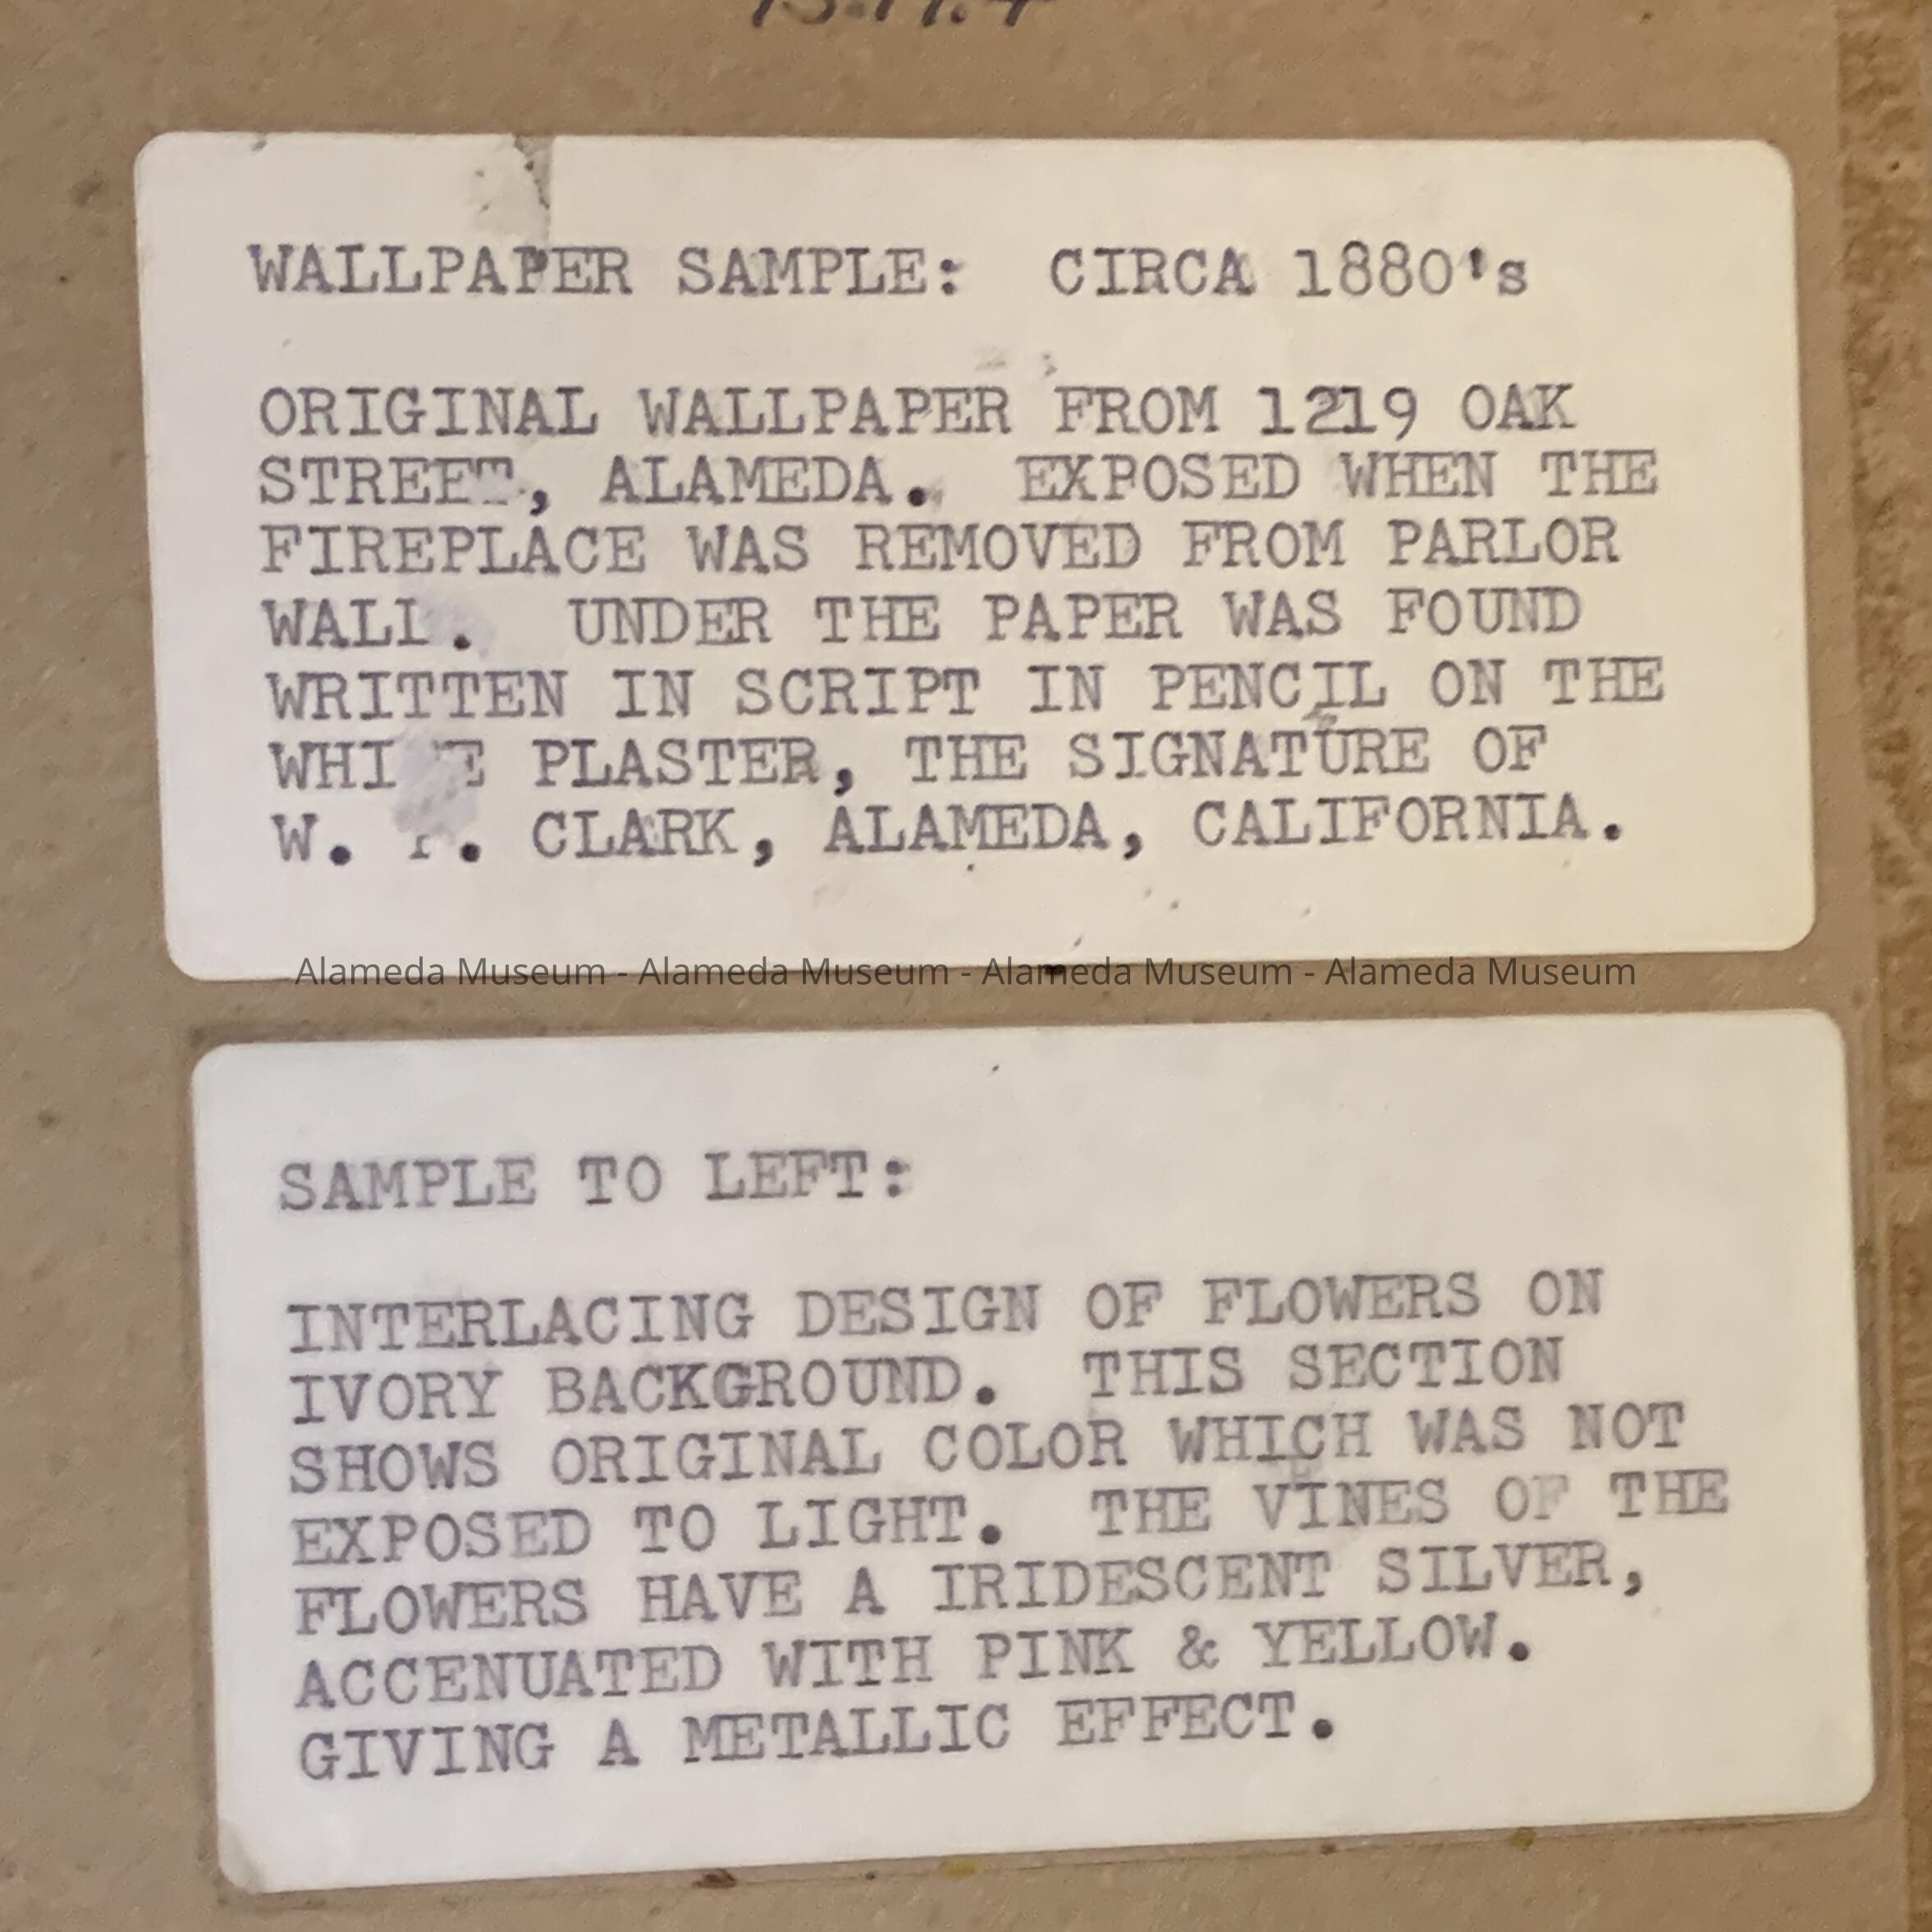 WALLPAPER SAMPLE: CIRCA 1880's
ORIGINAL WALLPAPER FROM 1219 OAK
STREET, ALAMEDA. EXPOSED WHEN THE
FIREPLACE WAS REMOVED FROM PARLOR
WALL. UNDER THE PAPER WAS FOUND
WRITTEN IN SCRIPT IN PENCIL ON THE
WHITE PLASTER, THE SIGNATURE OF
W. CLARK, ALAMEDA, CALIFORNIA.
Alameda Museum - Alameda Museum - Alameda Museum - Alameda Museum
SAMPLE TO LEFT:
INTERLACING DESIGN OF FLOWERS ON
IVORY BACKGROUND. THIS SECTION
SHOWS ORIGINAL COLOR WHICH WAS NOT
EXPOSED TO LIGHT. THE VINES OF THE
FLOWERS HAVE A IRIDESCENT SILVER,
ACCENUATED WITH PINK & YELLOW.
GIVING A METALLIC EFFECT.